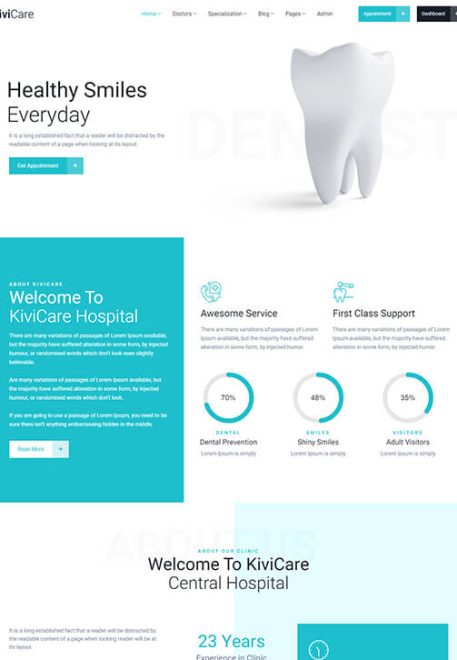 iviCare
Home Doctors Specialization Blog Pages Admin
Appointment +
Dashboard
DENTIST
Healthy Smiles
Everyday
It is a long established fact that a reader will be distracted by the
readable content of a page when looking at its layout.
Get Appointment +
ABOUT KIVICARE
Welcome To
KiviCare Hospital
There are many variations of passages of Lorem Ipsum available,
but the majority have suffered alteration in some form, by injected
humour, or randomised words which don't look even slightly
believable.
Are many variations of passages of Lorem Ipsum available, but
the majority have suffered alteration in some form, by injected
humour, or randomised words which don't look.
If you are going to use a passage of Lorem Ipsum, you need to be
sure there isn't anything embarrassing hidden in the middle.
Read More +
Awesome Service
There are many variations of passages of Lorem
Ipsum available, but the majority have suffered
alteration in some form, by injected humor.
First Class Support
There are many variations of passages of Lorem
Ipsum available, but the majority have suffered
alteration in some form, by injected humor.
70%
DENTAL
Dental Prevention
Lorem Ipsum is simply
48%
SMILES
Shiny Smiles
Lorem Ipsum is simply
35%
VISITORS
Adult Visitors
Lorem Ipsum is simply
ABOUT US
ABOUT OUR CLINIC
Welcome To KiviCare
Central Hospital
It is a long established fact that a reader will be distracted by
the readable content of a page when looking at its layout. It is
23 Years
Experience in Clinic